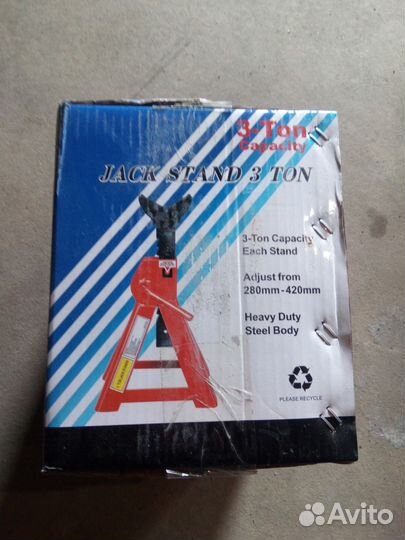 3-Ton
Capacity
JACK STAND 3 TON
3-Ton Capacity
Each Stand
Adjust from
280mm-420mm
Heavy Duty
Steel Body
PLEASE RECYCLE
Avito